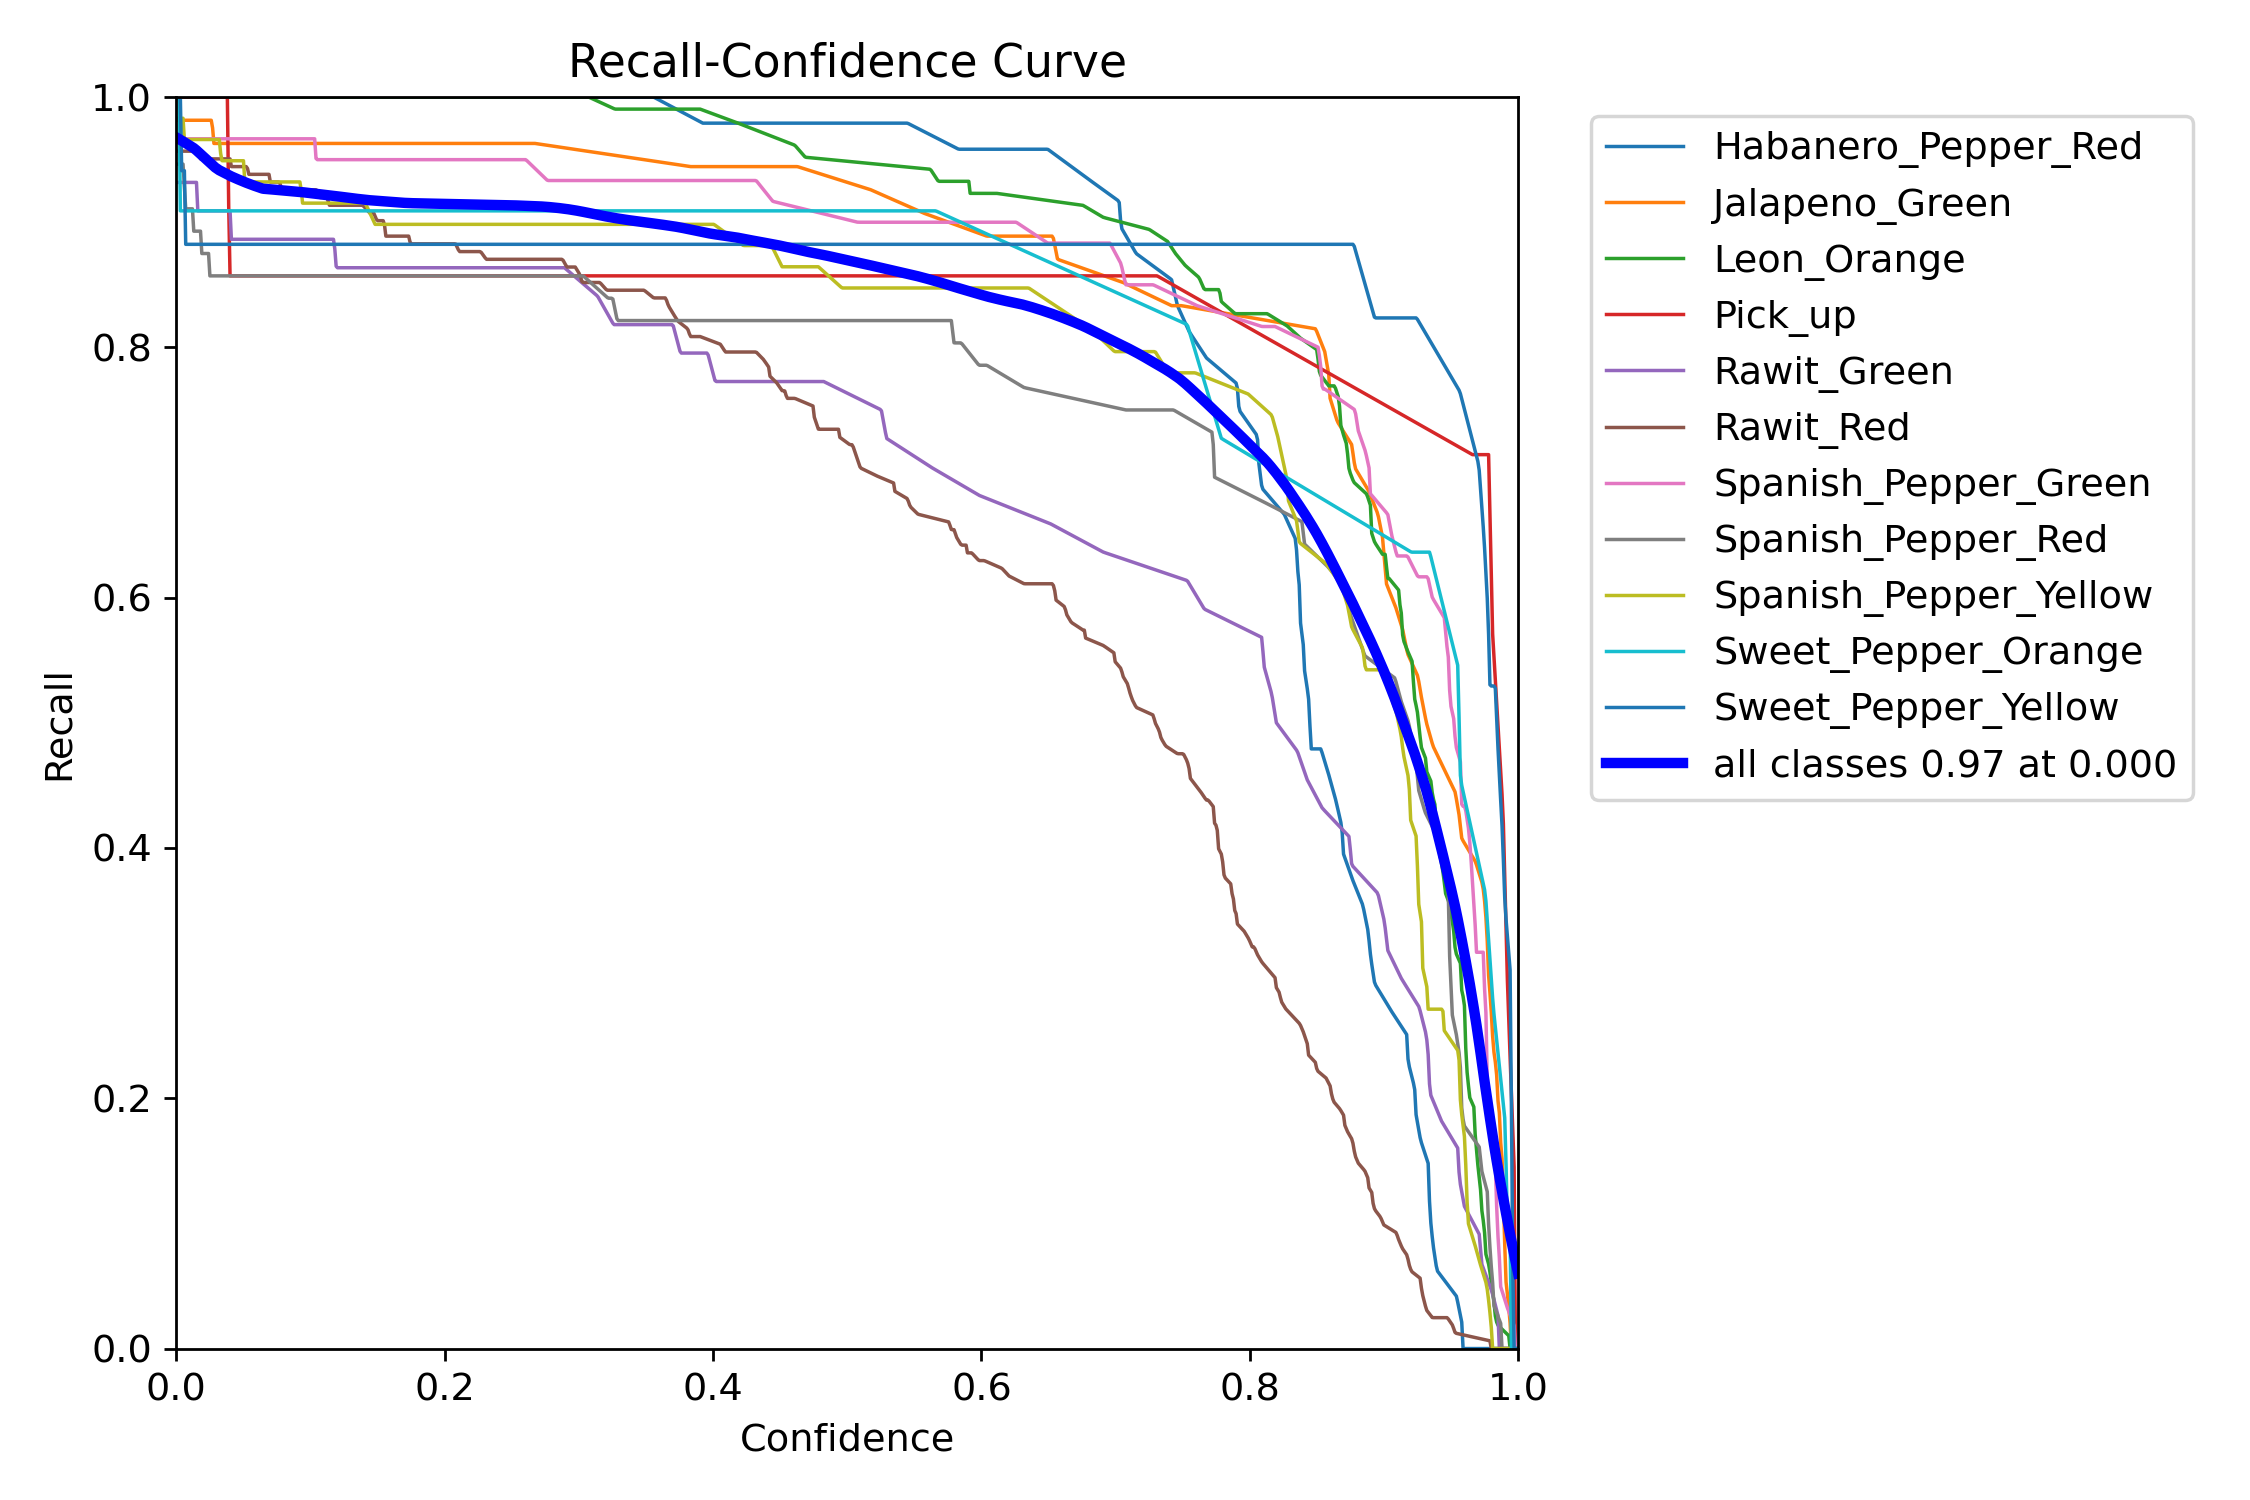 Recall-Confidence Curve
1.0
0.8
0.6
0.4
0.2
0.0
Recall
0.0 0.2 0.4 0.6 0.8 1.0
Confidence
Habanero_Pepper_Red
Jalapeno_Green
Leon_Orange
Pick_up
Rawit_Green
Rawit_Red
Spanish_Pepper_Green
Spanish_Pepper_Red
Spanish_Pepper_Yellow
Sweet_Pepper_Orange
Sweet_Pepper_Yellow
all classes 0.97 at 0.000